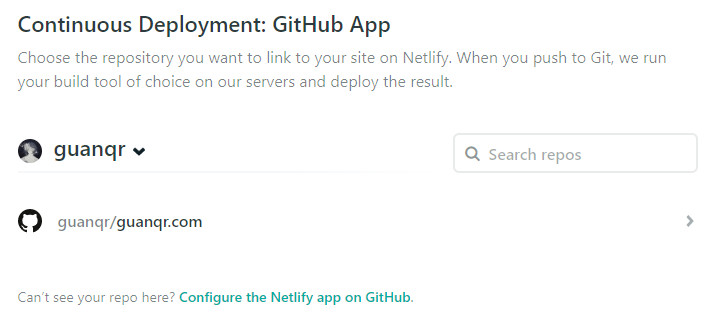 Continuous Deployment: GitHub App
Choose the repository you want to link to your site on Netlify. When you push to Git, we run
your build tool of choice on our servers and deploy the result.
guanqr
Search repos
guanqr/guanqr.com
Can't see your repo here? Configure the Netlify app on GitHub.